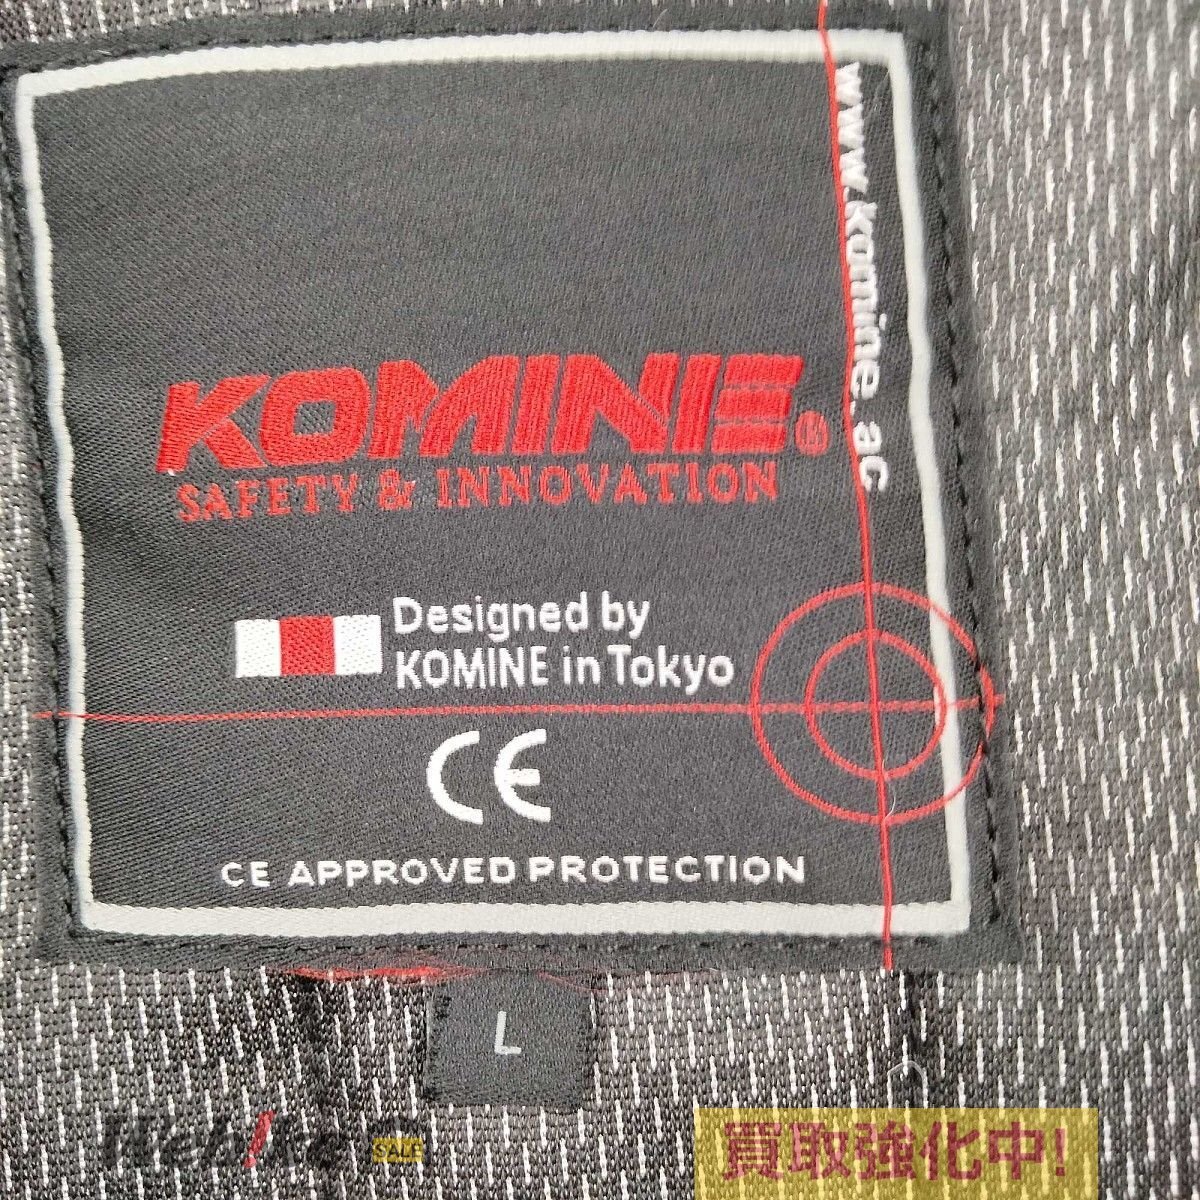 www.komine.ac
KOMINE®
SAFETY & INNOVATION
Designed by
KOMINE in Tokyo
CE
CE APPROVED PROTECTION
L
Webike SALE
買取強化中!